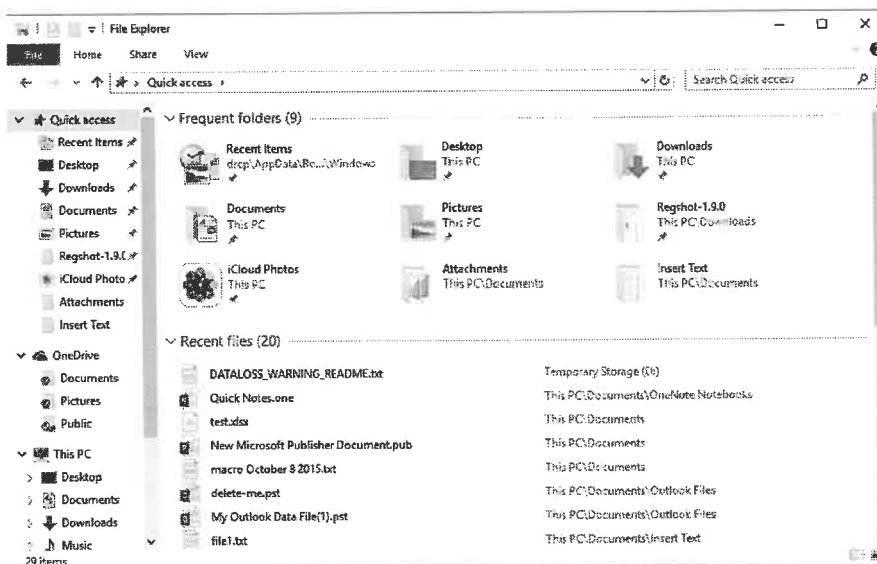 File Explorer
File Home Share View
Quick access
Search Quick access
Quick access
Recent Items
Desktop
Downloads
Documents
Pictures
Regshot-1.9.0
iCloud Photo
Attachments
Insert Text
OneDrive
Documents
Pictures
Public
This PC
Desktop
Documents
Downloads
Music
29 items
Frequent folders (9)
Recent Items
drcp\AppData\Ro...\Windows
Desktop
This PC
Downloads
This PC
Documents
This PC
Pictures
This PC
Regshot-1.9.0
This PC\Downloads
iCloud Photos
This PC
Attachments
This PC\Documents
Insert Text
This PC\Documents
Recent files (20)
DATALOSS_WARNING_README.txt Temporary Storage (D:)
Quick Notes.one This PC\Documents\OneNote Notebooks
test.xlsx This PC\Documents
New Microsoft Publisher Document.pub This PC\Documents
macro October 8 2015.txt This PC\Documents
delete-me.pst This PC\Documents\Outlook Files
My Outlook Data File(1).pst This PC\Documents\Outlook Files
file1.txt This PC\Documents\Insert Text